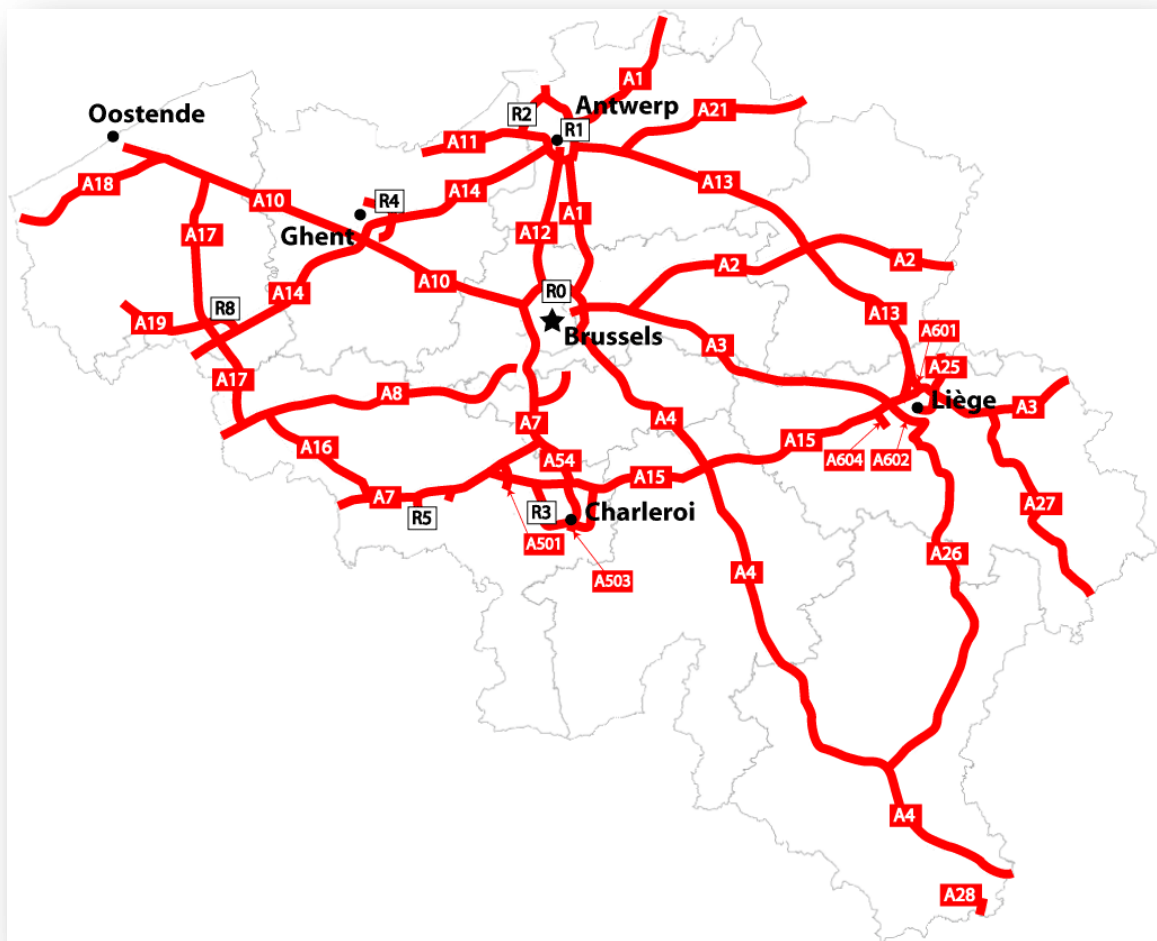 A1
Antwerp
R2
R1
A21
Oostende
A11
A18
A10
A14
R4
A13
Ghent
A17
A12
A1
A2
A2
A10
A14
R0
R8
A19
Brussels
A13
A601
A3
A25
A17
A8
Liège
A3
A7
A4
A16
A15
A54
A604
A602
A15
A7
R5
R3
Charleroi
A27
A501
A26
A4
A503
A4
A28